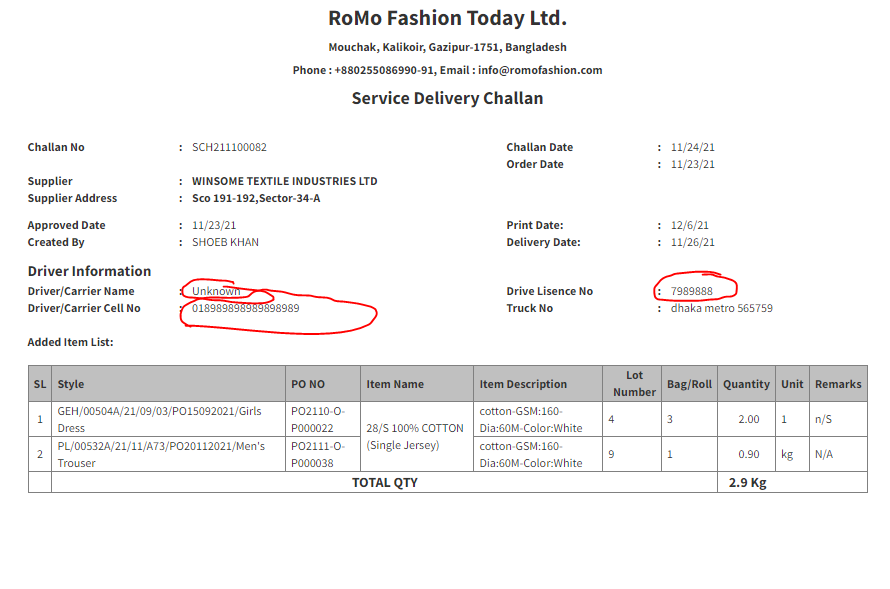 RoMo Fashion Today Ltd.
Mouchak, Kalikoir, Gazipur-1751, Bangladesh
Phone : +880255086990-91, Email : info@romofashion.com
Service Delivery Challan
Challan No : SCH211100082 Challan Date : 11/24/21
Order Date : 11/23/21
Supplier : WINSOME TEXTILE INDUSTRIES LTD
Supplier Address : Sco 191-192,Sector-34-A
Approved Date : 11/23/21 Print Date: : 12/6/21
Created By : SHOEB KHAN Delivery Date: : 11/26/21
Driver Information
Driver/Carrier Name : Unknown Drive Lisence No : 7989888
Driver/Carrier Cell No : 018989898989898989 Truck No : dhaka metro 565759
Added Item List:
SL Style PO NO Item Name Item Description Lot Number Bag/Roll Quantity Unit Remarks
1 GEH/00504A/21/09/03/PO15092021/Girls Dress PO2110-O-P000022 28/S 100% COTTON (Single Jersey) cotton-GSM:160-Dia:60M-Color:White 4 3 2.00 1 n/S
2 PL/00532A/21/11/A73/PO20112021/Men's Trouser PO2111-O-P000038 cotton-GSM:160-Dia:60M-Color:White 9 1 0.90 kg N/A
TOTAL QTY 2.9 Kg